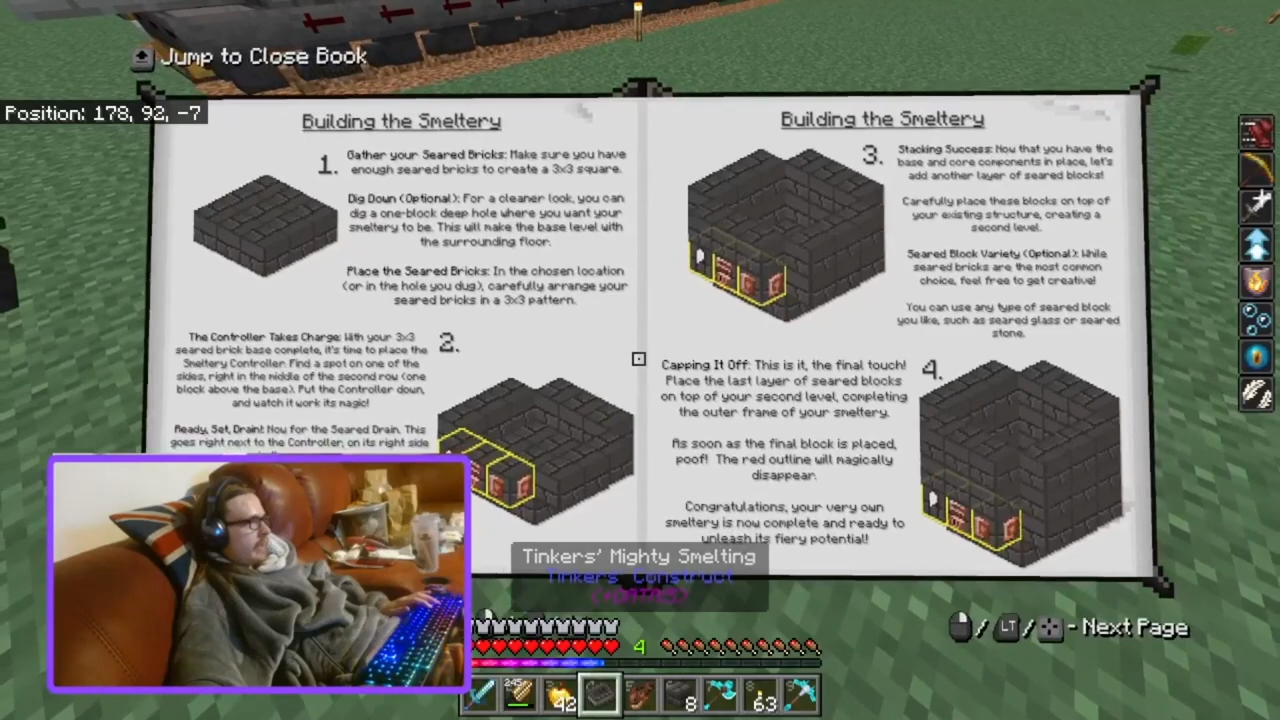 Jump to Close Book
Position: 178, 92, -7
Building the Smeltery
1.
Gather your Seared Bricks: Make sure you have
enough seared bricks to create a 3x3 square.
Dig Down (Optional): For a cleaner look, you can
dig a one-block deep hole where you want your
smeltery to be. This will make the base level with
the surrounding floor.
Place the Seared Bricks: In the chosen location
(or in the hole you dug), carefully arrange your
seared bricks in a 3x3 pattern.
2.
The Controller Takes Charge: With your 3x3
seared brick base complete, it's time to place the
Smeltery Controller. Find a spot on one of the
sides, right in the middle of the second row (one
block above the base). Put the Controller down,
and watch it work its magic!
Ready, Set, Drain! Now for the Seared Drain. This
goes right next to the Controller, on its right side
Building the Smeltery
3.
Stacking Success: Now that you have the
base and core components in place, let's
add another layer of seared blocks!
Carefully place these blocks on top of
your existing structure, creating a
second level.
Seared Block Variety (Optional): While
seared bricks are the most common
choice, feel free to get creative!
You can use any type of seared block
you like, such as seared glass or seared
stone.
4.
Capping It Off: This is it, the final touch!
Place the last layer of seared blocks
on top of your second level, completing
the outer frame of your smeltery.
As soon as the final block is placed,
poof! The red outline will magically
disappear.
Congratulations, your very own
smeltery is now complete and ready to
unleash its fiery potential!
Tinkers' Mighty Smelting
Tinkers' Construct
LT
/ / - Next Page
4
245
42
8
63